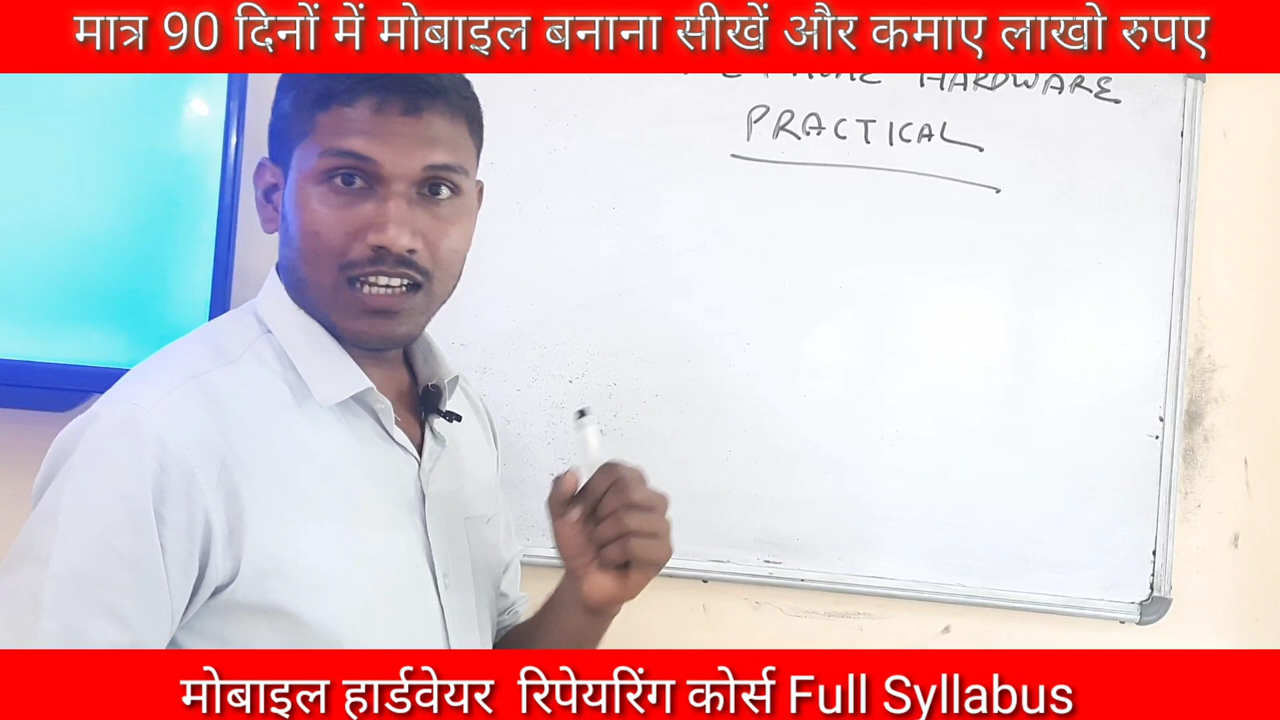 मात्र 90 दिनों में मोबाइल बनाना सीखें और कमाए लाखो रुपए
HARDWARE
PRACTICAL
मोबाइल हार्डवेयर रिपेयरिंग कोर्स Full Syllabus